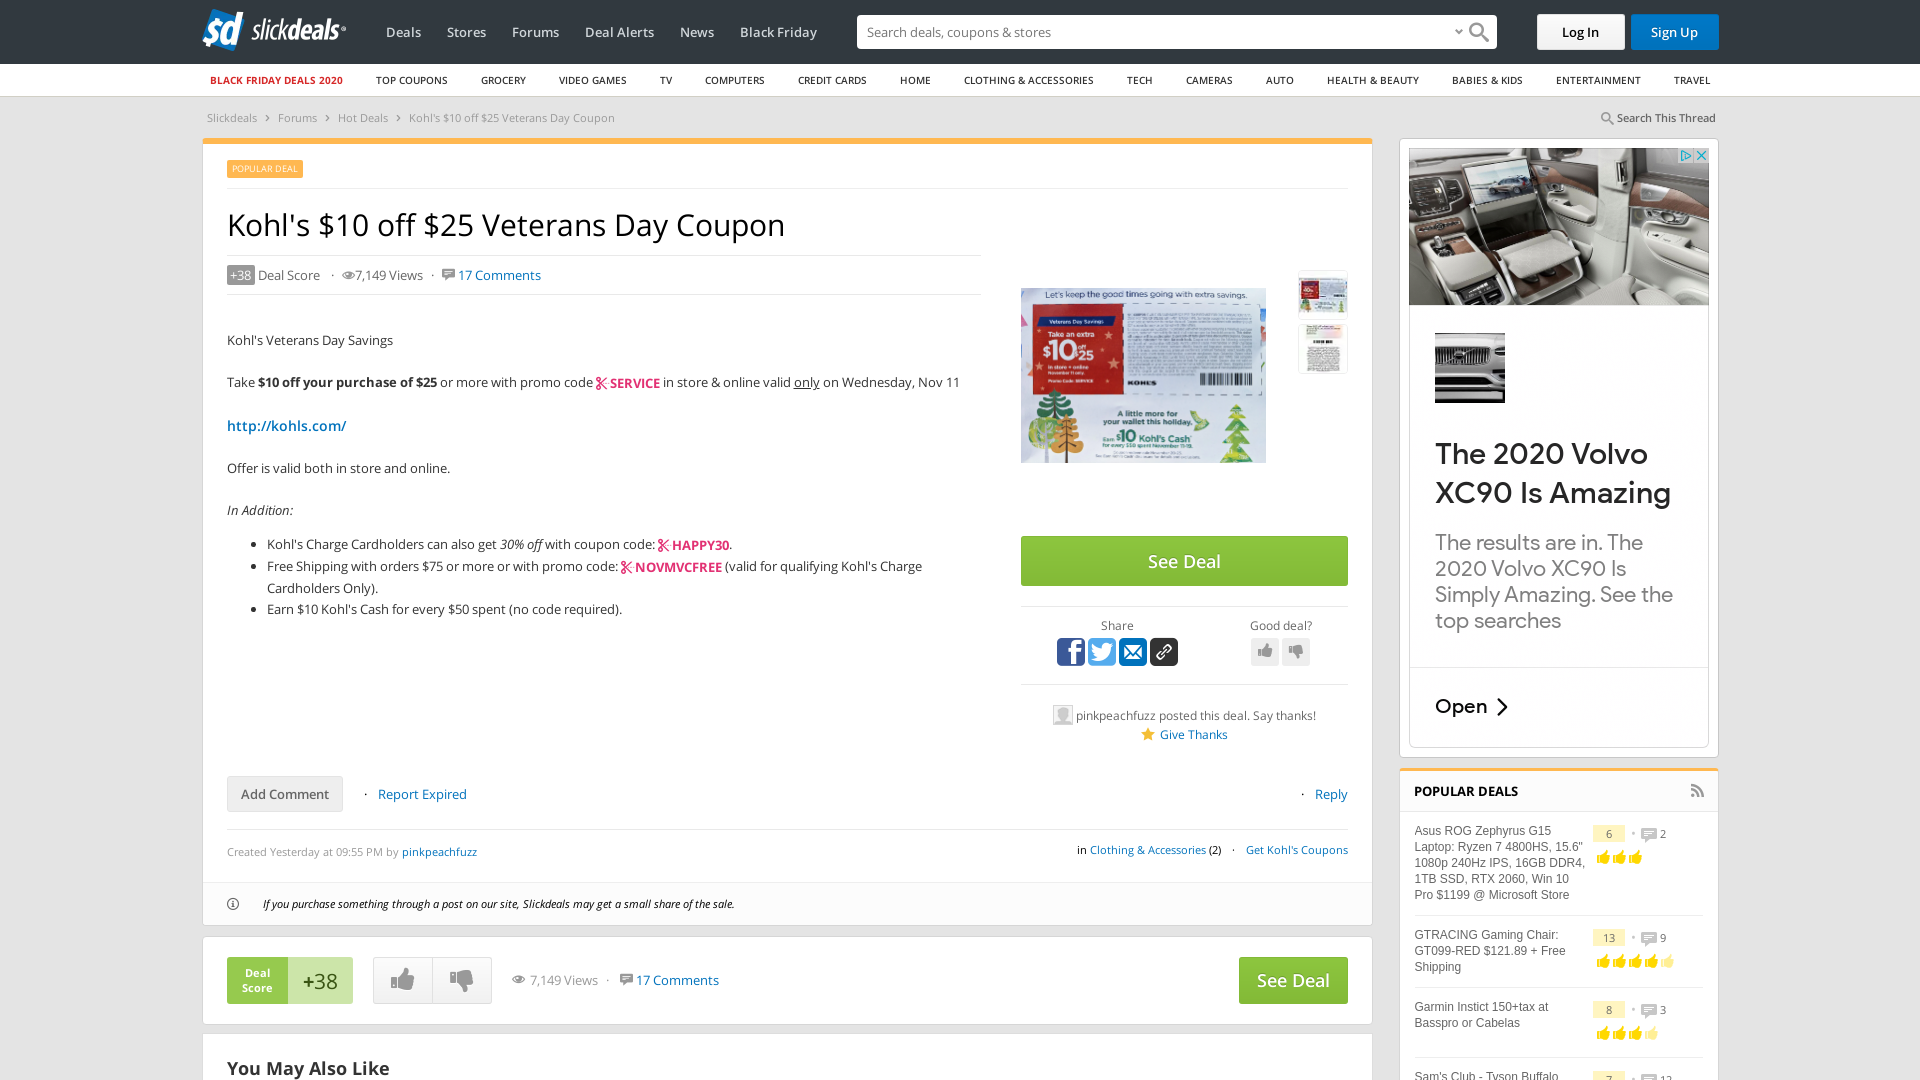 slickdeals
Deals
Stores
Forums
Deal Alerts
News
Black Friday
Search deals, coupons & stores
Log In
Sign Up
BLACK FRIDAY DEALS 2020
TOP COUPONS
GROCERY
VIDEO GAMES
TV
COMPUTERS
CREDIT CARDS
HOME
CLOTHING & ACCESSORIES
TECH
CAMERAS
AUTO
HEALTH & BEAUTY
BABIES & KIDS
ENTERTAINMENT
TRAVEL
Slickdeals › Forums › Hot Deals › Kohl's $10 off $25 Veterans Day Coupon
Search This Thread
POPULAR DEAL
Kohl's $10 off $25 Veterans Day Coupon
+38 Deal Score · 7,149 Views · 17 Comments
Kohl's Veterans Day Savings
Take $10 off your purchase of $25 or more with promo code SERVICE in store & online valid only on Wednesday, Nov 11
http://kohls.com/
Offer is valid both in store and online.
In Addition:
Kohl's Charge Cardholders can also get 30% off with coupon code: HAPPY30.
Free Shipping with orders $75 or more or with promo code: NOVMVCFREE (valid for qualifying Kohl's Charge
Cardholders Only).
Earn $10 Kohl's Cash for every $50 spent (no code required).
Let's keep the good times going with extra savings.
Veterans Day Savings
Take an extra
$10 off $25
in store + online
Promo Code: SERVICE
KOHL'S
A little more for
your wallet this holiday.
Earn $10 Kohl's Cash
See Deal
Share
Good deal?
pinkpeachfuzz posted this deal. Say thanks!
Give Thanks
Add Comment
· Report Expired
· Reply
Created Yesterday at 09:55 PM by pinkpeachfuzz
in Clothing & Accessories (2) · Get Kohl's Coupons
If you purchase something through a post on our site, Slickdeals may get a small share of the sale.
Deal
Score
+38
7,149 Views · 17 Comments
See Deal
You May Also Like
The 2020 Volvo
XC90 Is Amazing
The results are in. The
2020 Volvo XC90 Is
Simply Amazing. See the
top searches
Open
POPULAR DEALS
Asus ROG Zephyrus G15
Laptop: Ryzen 7 4800HS, 15.6"
1080p 240Hz IPS, 16GB DDR4,
1TB SSD, RTX 2060, Win 10
Pro $1199 @ Microsoft Store
6 • 2
GTRACING Gaming Chair:
GT099-RED $121.89 + Free
Shipping
13 • 9
Garmin Instict 150+tax at
Basspro or Cabelas
8 • 3
Sam's Club - Tyson Buffalo
7 • 12